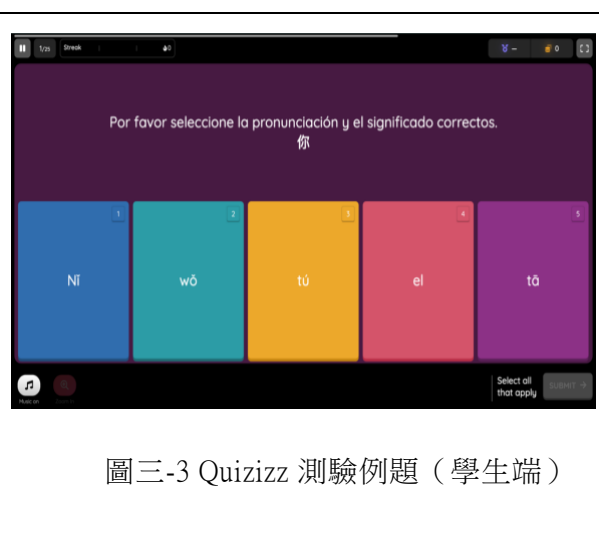 1/25 Streak 0 – 0
Por favor seleccione la pronunciación y el significado correctos.
你
1 2 3 4 5
Nǐ wǒ tú el tā
Select all
that apply
SUBMIT →
Music on
圖三-3 Quizizz 測驗例題（學生端）